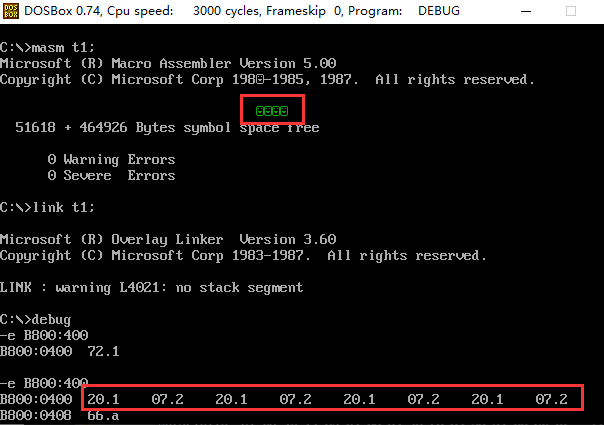 DOSBox 0.74, Cpu speed: 3000 cycles, Frameskip 0, Program: DEBUG
C:\>masm t1;
Microsoft (R) Macro Assembler Version 5.00
Copyright (C) Microsoft Corp 198☺-1985, 1987. All rights reserved.
☺☺☺☺
51618 + 464926 Bytes symbol space free
0 Warning Errors
0 Severe Errors
C:\>link t1;
Microsoft (R) Overlay Linker Version 3.60
Copyright (C) Microsoft Corp 1983-1987. All rights reserved.
LINK : warning L4021: no stack segment
C:\>debug
-e B800:400
B800:0400 72.1
-e B800:400
B800:0400 20.1 07.2 20.1 07.2 20.1 07.2 20.1 07.2
B800:0408 66.a